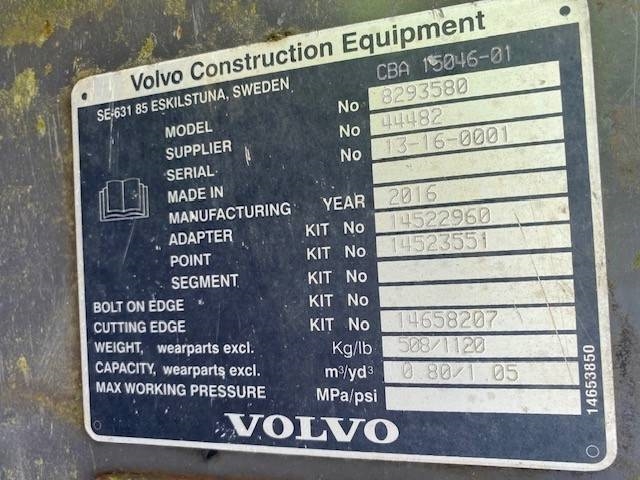 Volvo Construction Equipment
SE-631 85 ESKILSTUNA, SWEDEN
CBA 15046-01
MODEL No 8293580
SUPPLIER No 44482
SERIAL No 13-16-0001
MADE IN
MANUFACTURING YEAR 2016
ADAPTER KIT No 14522960
POINT KIT No 14523551
SEGMENT KIT No
BOLT ON EDGE KIT No
CUTTING EDGE KIT No 14658207
WEIGHT, wearparts excl. Kg/lb 508/1120
CAPACITY, wearparts excl. m³/yd³ 0.80/1.05
MAX WORKING PRESSURE MPa/psi
VOLVO
14653850